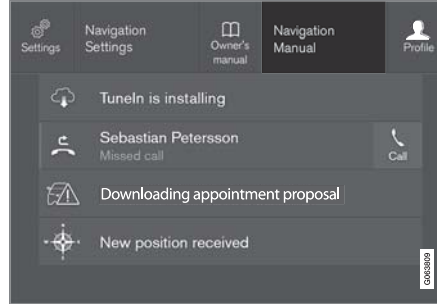 Settings
Navigation
Settings
Owner's
manual
Navigation
Manual
Profile
TuneIn is installing
Sebastian Petersson
Missed call
Call
Downloading appointment proposal
New position received
G063809